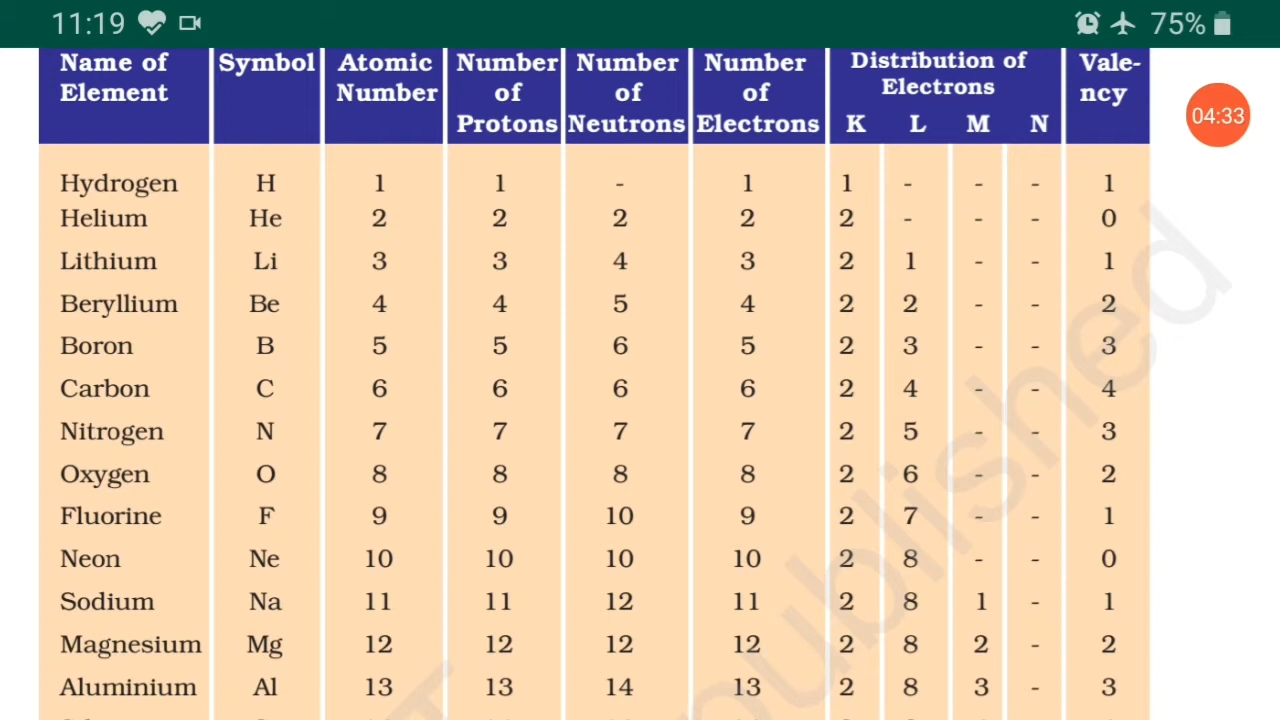 11:19 75%
Name of Element Symbol Atomic Number Number of Protons Number of Neutrons Number of Electrons Distribution of Electrons K L M N Vale-ncy
04:33
Hydrogen H 1 1 - 1 1 - - - 1
Helium He 2 2 2 2 2 - - - 0
Lithium Li 3 3 4 3 2 1 - - 1
Beryllium Be 4 4 5 4 2 2 - - 2
Boron B 5 5 6 5 2 3 - - 3
Carbon C 6 6 6 6 2 4 - - 4
Nitrogen N 7 7 7 7 2 5 - - 3
Oxygen O 8 8 8 8 2 6 - - 2
Fluorine F 9 9 10 9 2 7 - - 1
Neon Ne 10 10 10 10 2 8 - - 0
Sodium Na 11 11 12 11 2 8 1 - 1
Magnesium Mg 12 12 12 12 2 8 2 - 2
Aluminium Al 13 13 14 13 2 8 3 - 3
published